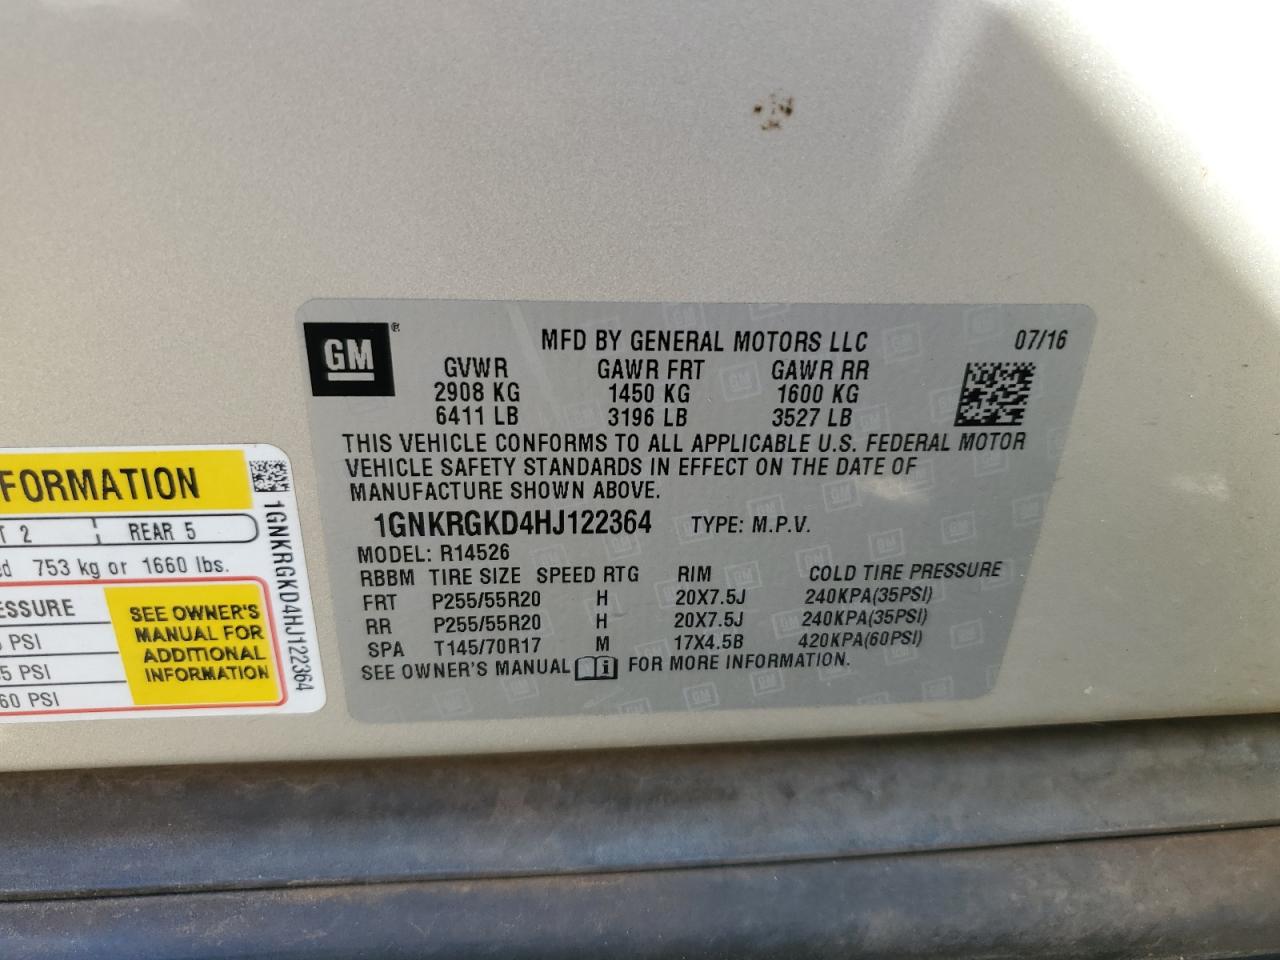 GM ®
MFD BY GENERAL MOTORS LLC 07/16
GVWR GAWR FRT GAWR RR
2908 KG 1450 KG 1600 KG
6411 LB 3196 LB 3527 LB
THIS VEHICLE CONFORMS TO ALL APPLICABLE U.S. FEDERAL MOTOR
VEHICLE SAFETY STANDARDS IN EFFECT ON THE DATE OF
MANUFACTURE SHOWN ABOVE.
1GNKRGKD4HJ122364 TYPE: M.P.V.
MODEL: R14526
RBBM TIRE SIZE SPEED RTG RIM COLD TIRE PRESSURE
FRT P255/55R20 H 20X7.5J 240KPA(35PSI)
RR P255/55R20 H 20X7.5J 240KPA(35PSI)
SPA T145/70R17 M 17X4.5B 420KPA(60PSI)
SEE OWNER'S MANUAL i FOR MORE INFORMATION.
FORMATION
2 REAR 5
753 kg or 1660 lbs.
ESSURE
PSI
5 PSI
60 PSI
SEE OWNER'S
MANUAL FOR
ADDITIONAL
INFORMATION
1GNKRGKD4HJ122364